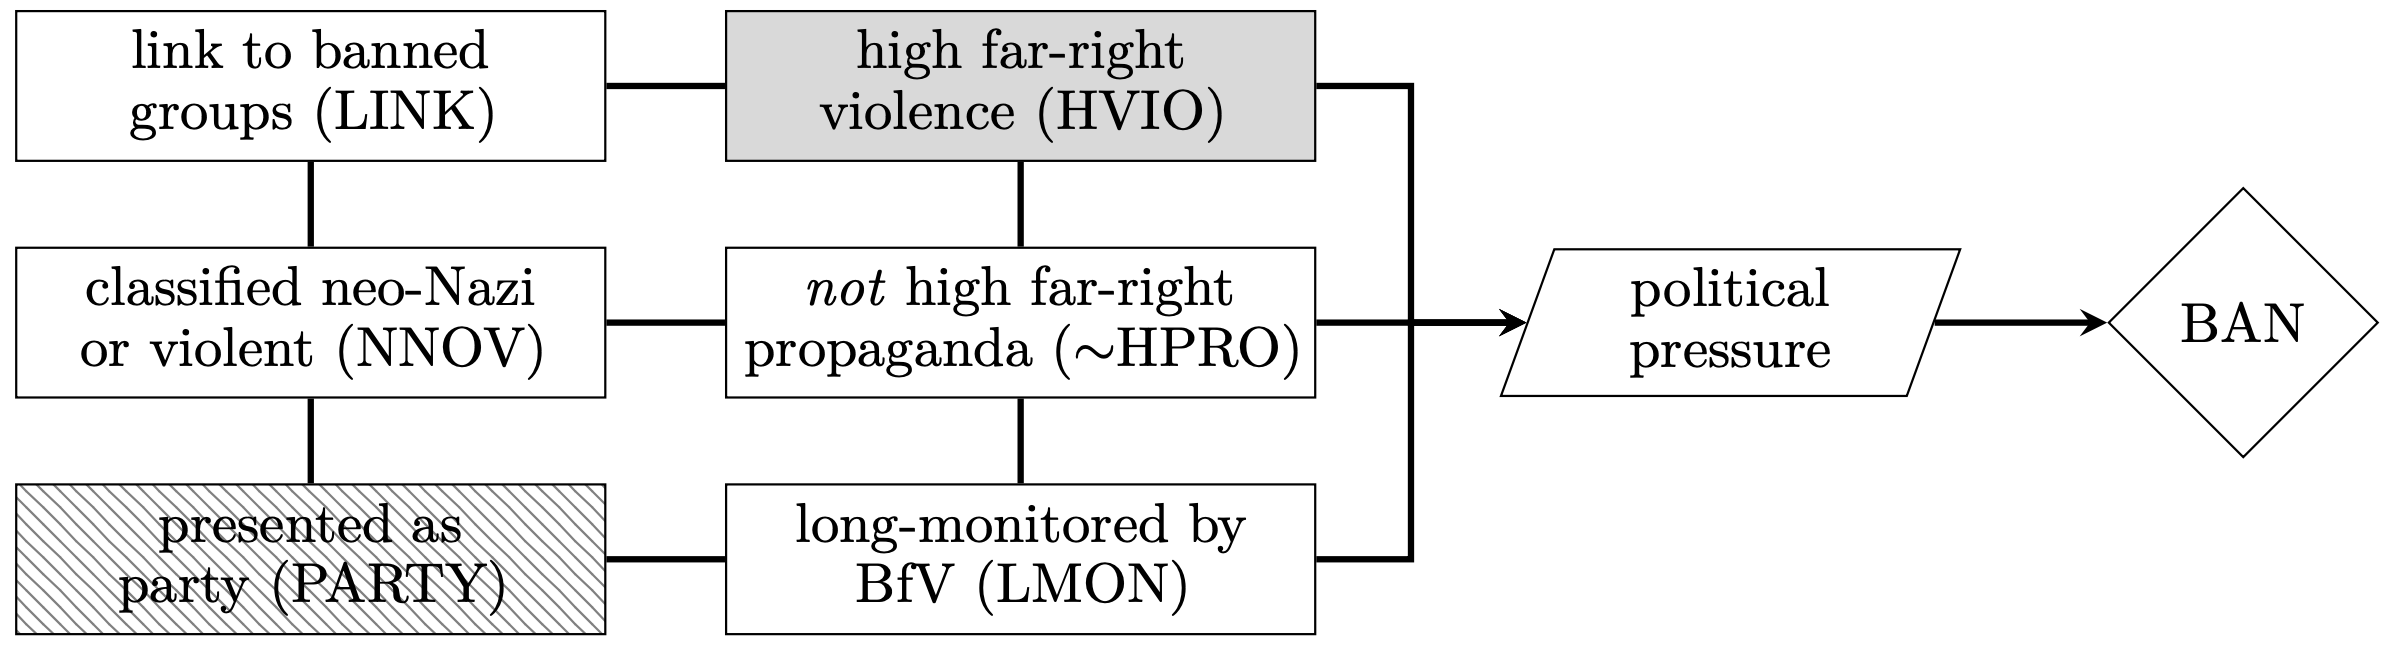 link to banned
groups (LINK)
high far-right
violence (HVIO)
classified neo-Nazi
or violent (NNOV)
not high far-right
propaganda (∼HPRO)
political
pressure
BAN
presented as
party (PARTY)
long-monitored by
BfV (LMON)